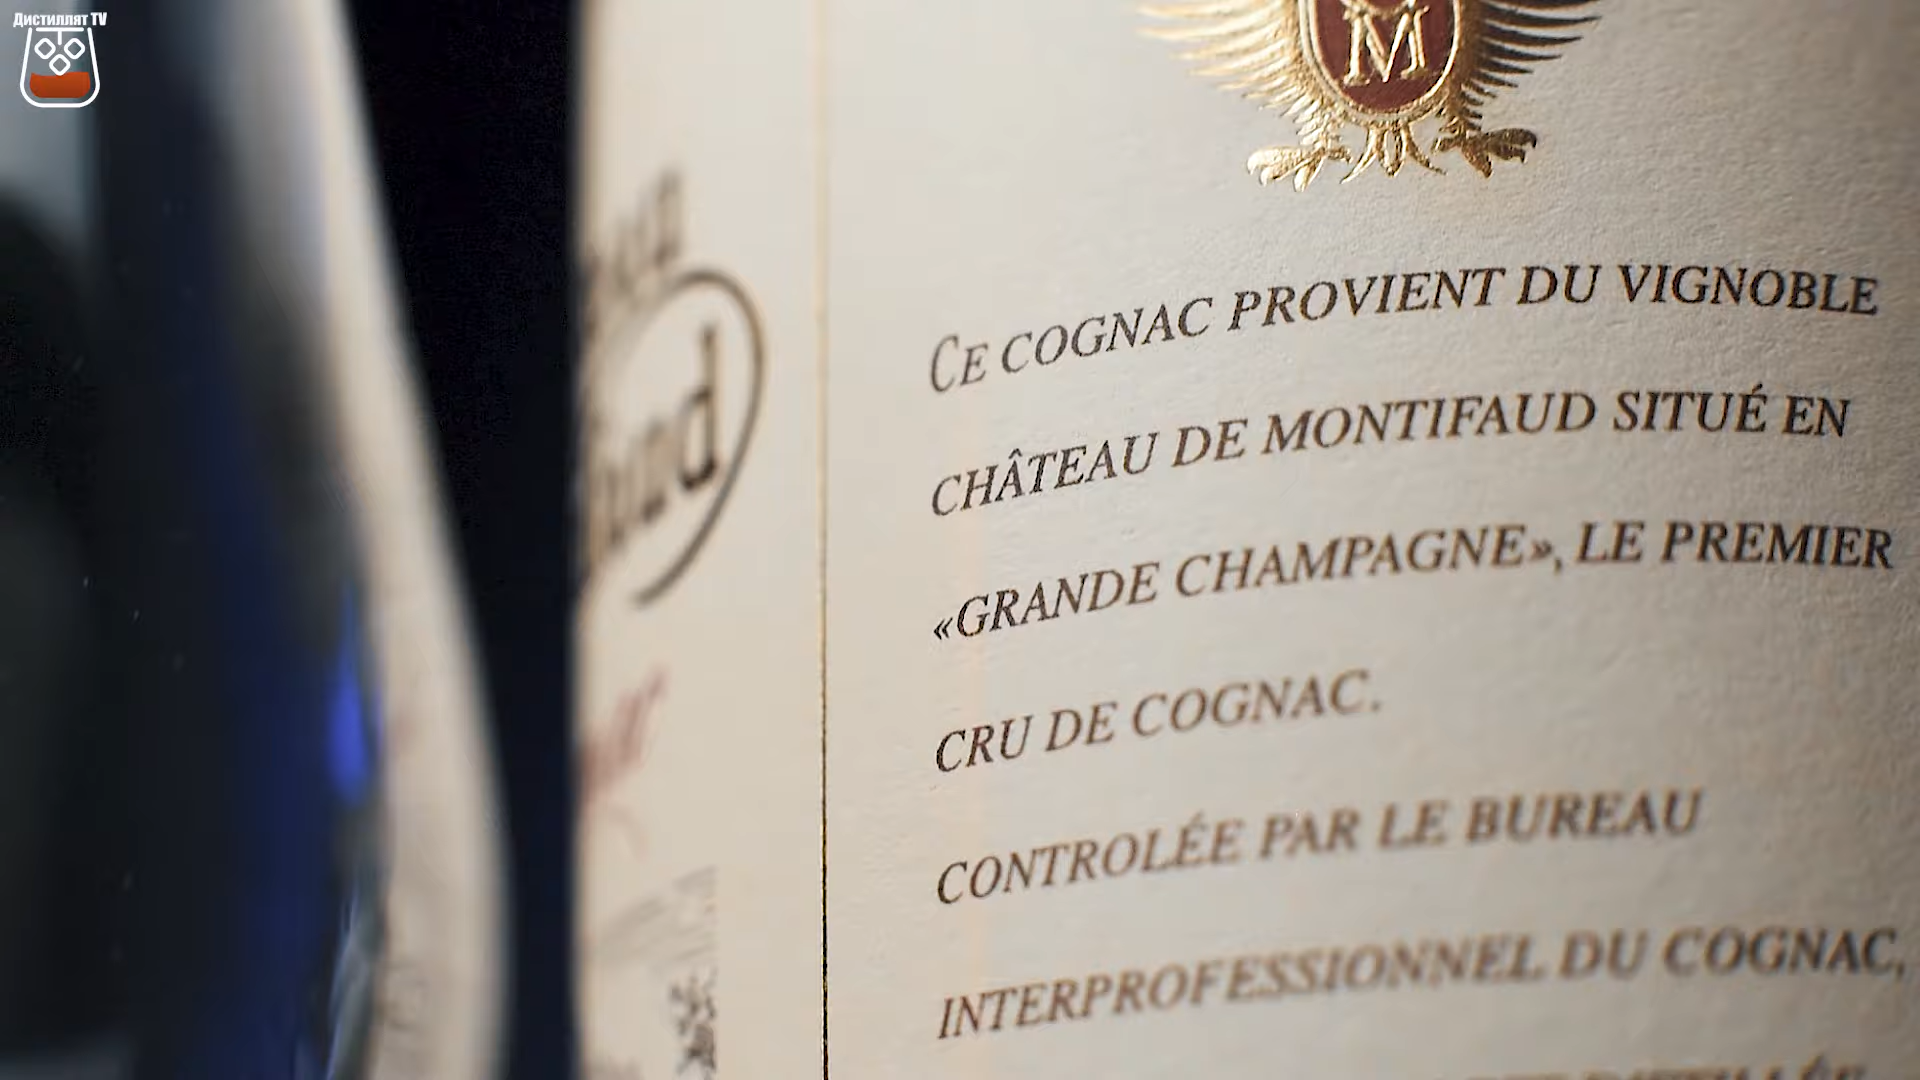 Дистиллят TV
M
CE COGNAC PROVIENT DU VIGNOBLE
CHÂTEAU DE MONTIFAUD SITUÉ EN
«GRANDE CHAMPAGNE», LE PREMIER
CRU DE COGNAC.
CONTROLÉE PAR LE BUREAU
INTERPROFESSIONNEL DU COGNAC,